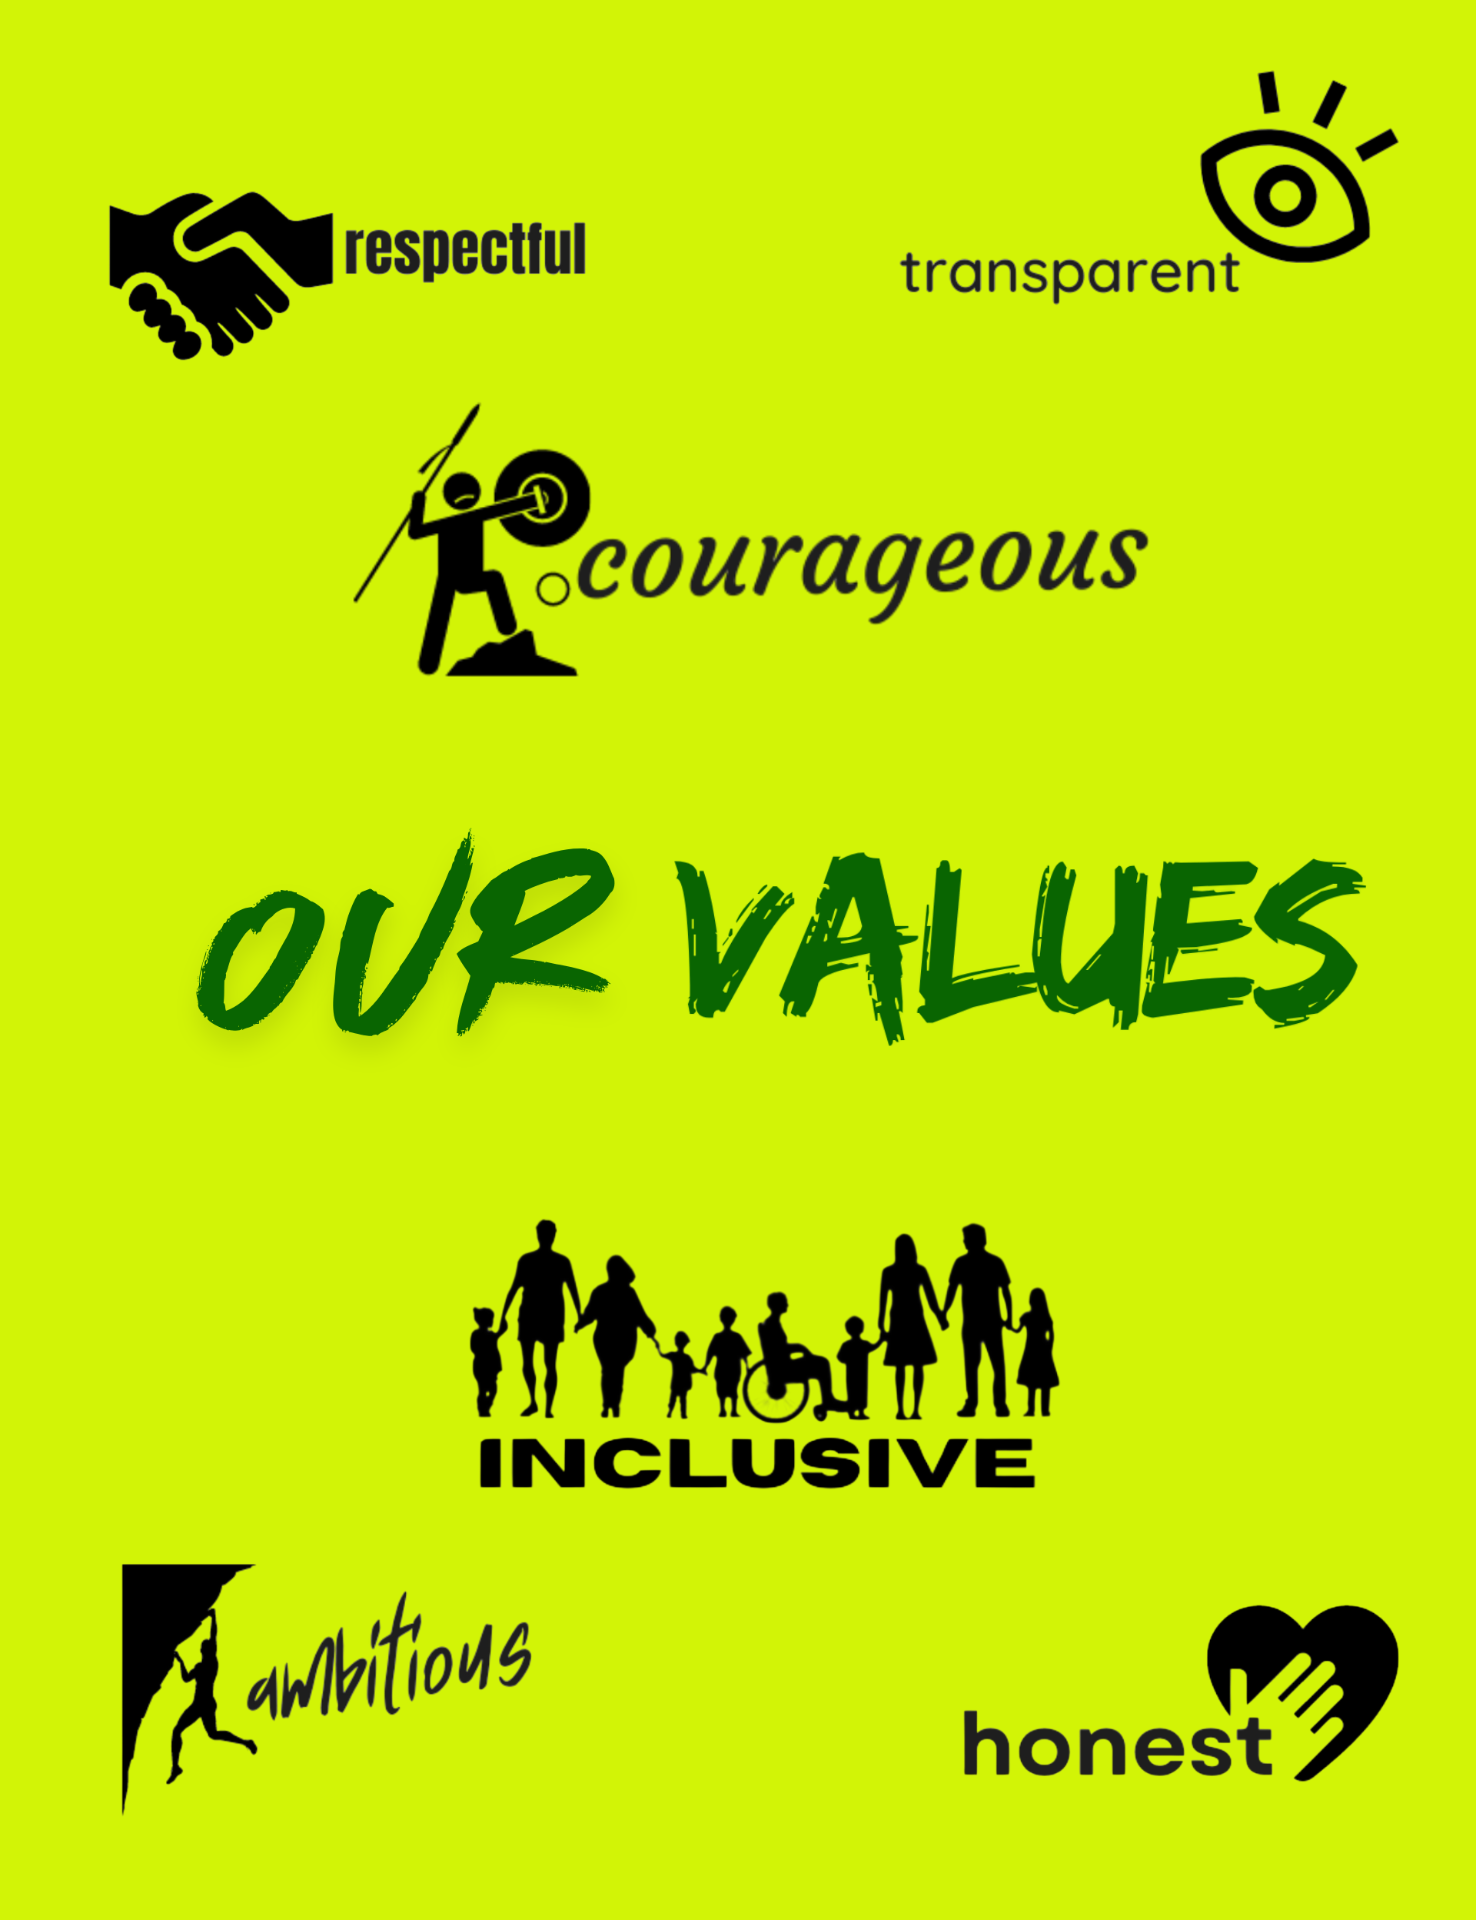 respectful
transparent
courageous
OUR VALUES
INCLUSIVE
ambitious
honest